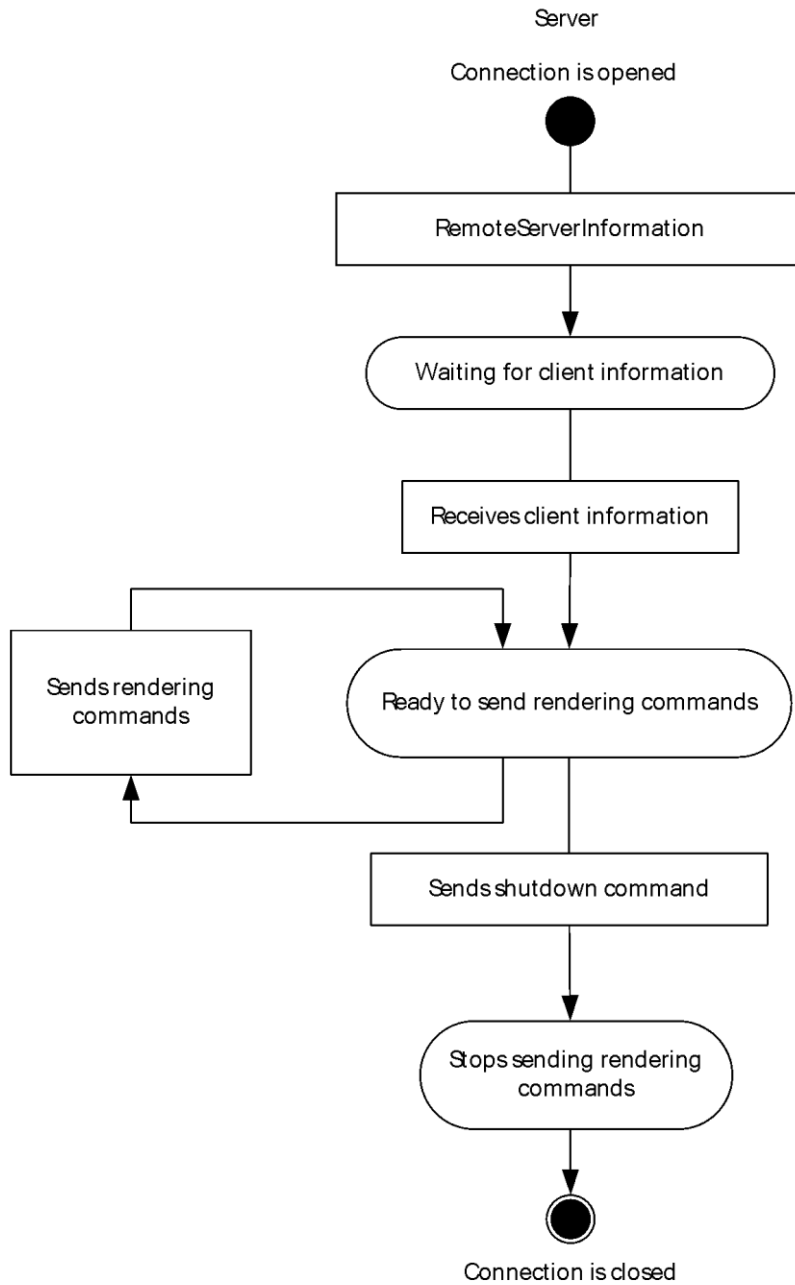 Server
Connection is opened
RemoteServerInformation
Waiting for client information
Receives client information
Sends rendering
commands
Ready to send rendering commands
Sends shutdown command
Stops sending rendering
commands
Connection is closed